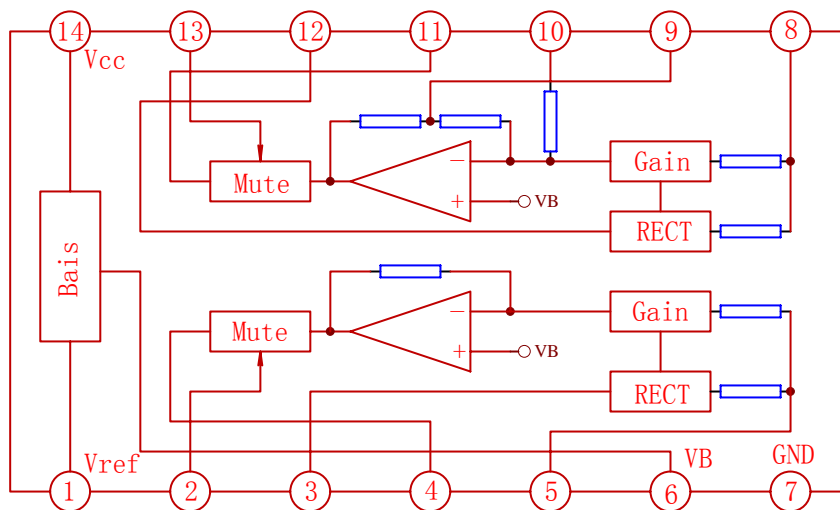 14 13 12 11 10 9 8
Vcc
Gain
−
Mute
+
VB
RECT
Bais
Gain
−
Mute
+
VB
RECT
Vref
VB
GND
1 2 3 4 5 6 7